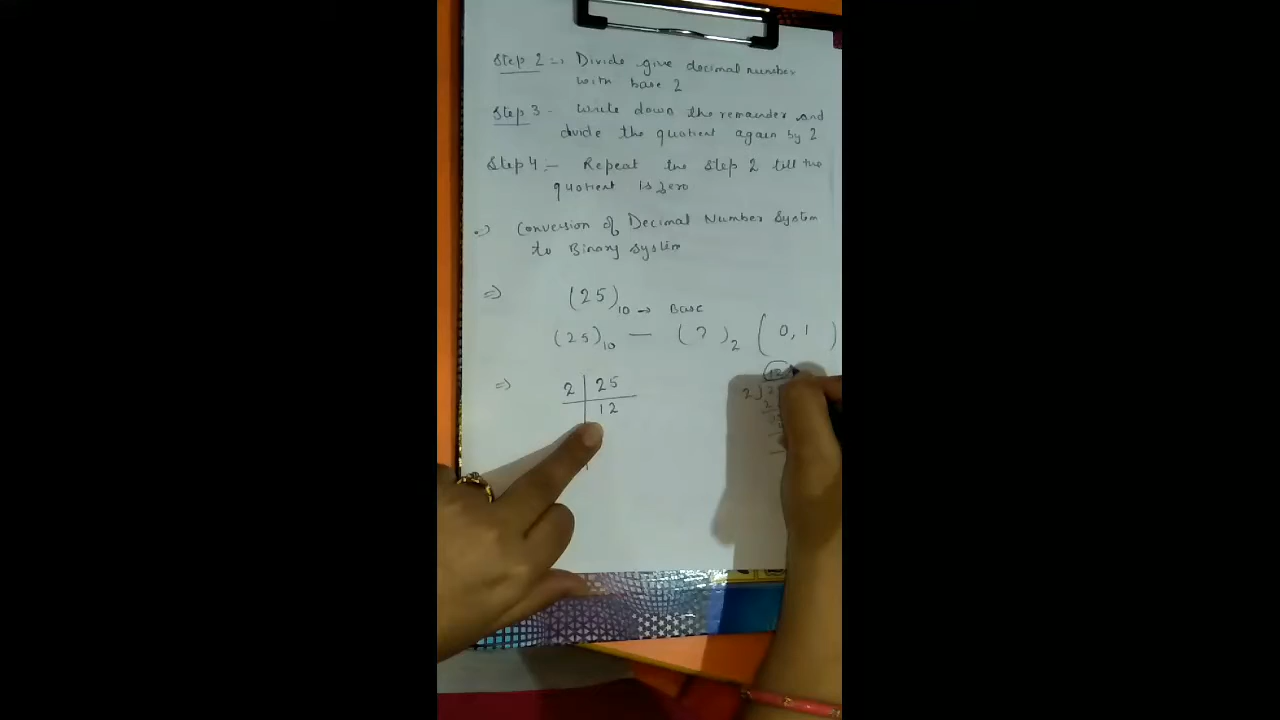 Step 2 :- Divide give decimal number
with base 2
Step 3 - Write down the remainder and
divide the quotient again by 2
Step 4 :- Repeat the step 2 till the
quotient is zero
Conversion of Decimal Number System
to Binary System
=> (25)10 → Base
(25)10 — (?)2 (0,1)
=> 2 | 25
12
12
2